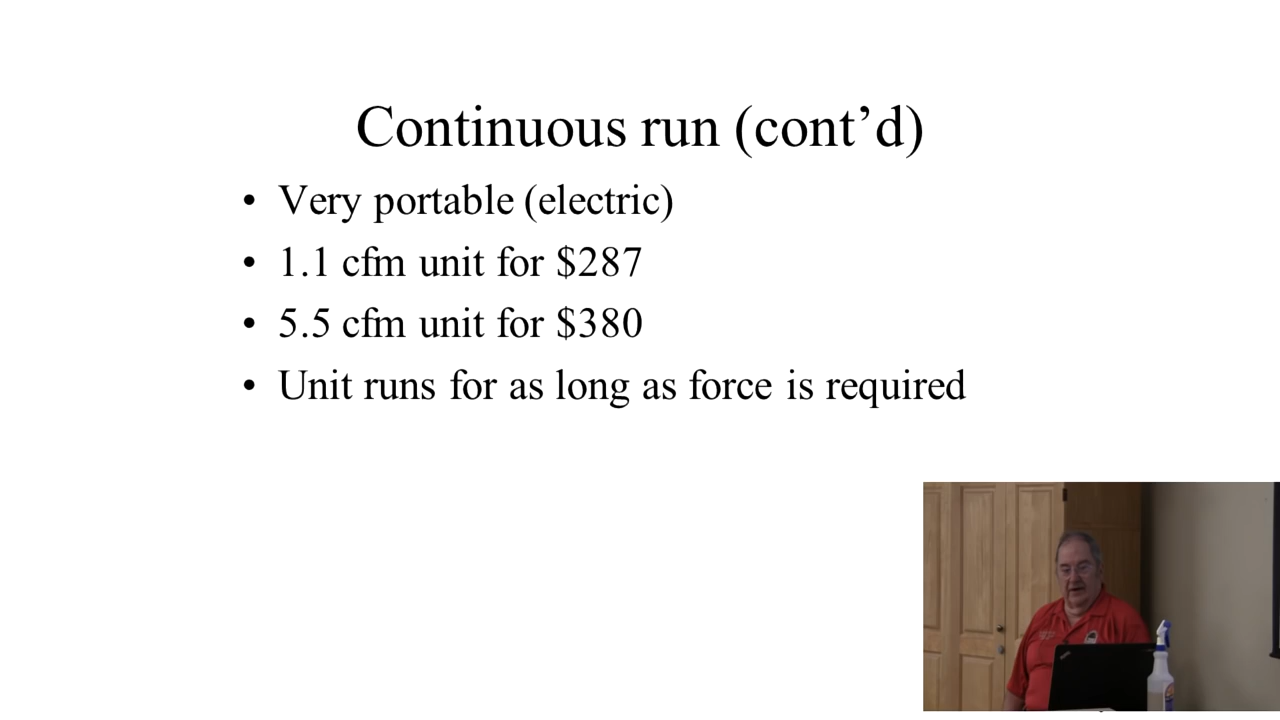 Continuous run (cont’d)
• Very portable (electric)
• 1.1 cfm unit for $287
• 5.5 cfm unit for $380
• Unit runs for as long as force is required